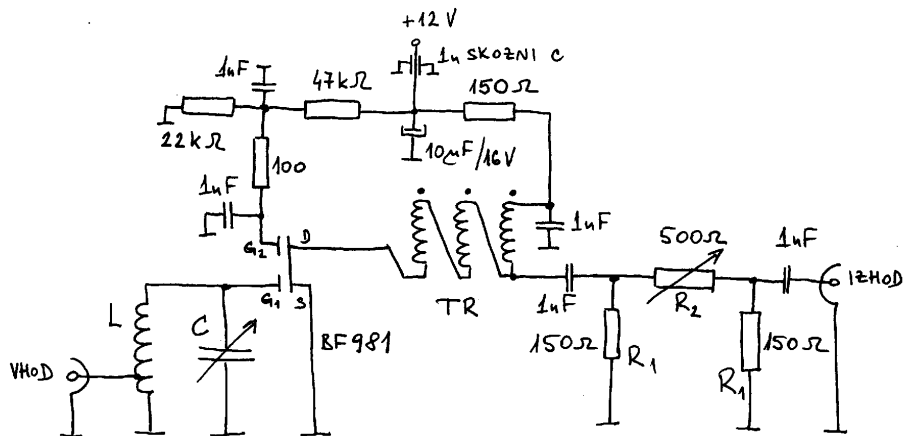 +12 V
1nF
47kΩ
1n SKOZNI C
150Ω
22kΩ
100
10µF/16V
1nF
1nF
G2
D
500Ω
1nF
IZHOD
G1
S
TR
1nF
R2
L
C
BF981
150Ω
150Ω
VHOD
R1
R1